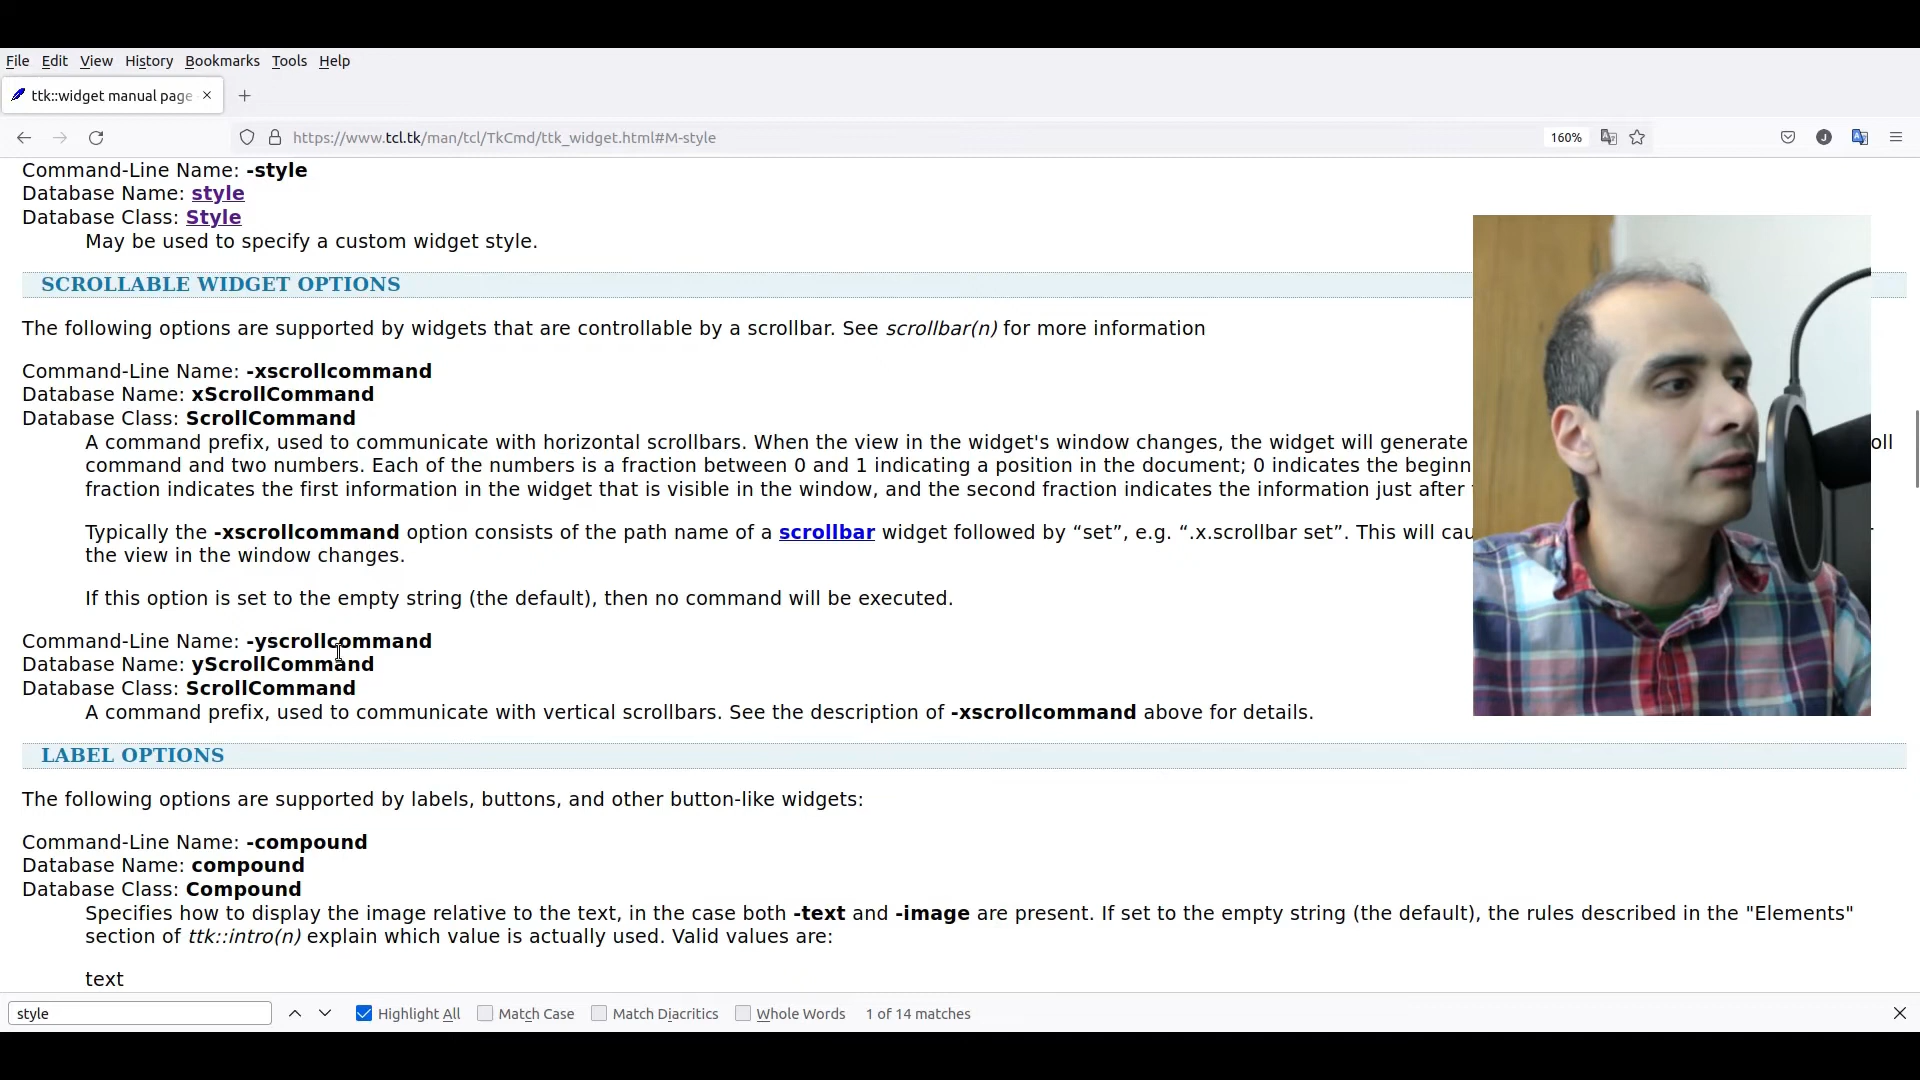 File Edit View History Bookmarks Tools Help
ttk::widget manual page
https://www.tcl.tk/man/tcl/TkCmd/ttk_widget.html#M-style
160%
J
Command-Line Name: -style
Database Name: style
Database Class: Style
May be used to specify a custom widget style.
SCROLLABLE WIDGET OPTIONS
The following options are supported by widgets that are controllable by a scrollbar. See scrollbar(n) for more information
Command-Line Name: -xscrollcommand
Database Name: xScrollCommand
Database Class: ScrollCommand
A command prefix, used to communicate with horizontal scrollbars. When the view in the widget's window changes, the widget will generate
command and two numbers. Each of the numbers is a fraction between 0 and 1 indicating a position in the document; 0 indicates the beginn
fraction indicates the first information in the widget that is visible in the window, and the second fraction indicates the information just after
Typically the -xscrollcommand option consists of the path name of a scrollbar widget followed by “set”, e.g. “.x.scrollbar set”. This will cau
the view in the window changes.
If this option is set to the empty string (the default), then no command will be executed.
Command-Line Name: -yscrollcommand
Database Name: yScrollCommand
Database Class: ScrollCommand
A command prefix, used to communicate with vertical scrollbars. See the description of -xscrollcommand above for details.
LABEL OPTIONS
The following options are supported by labels, buttons, and other button-like widgets:
Command-Line Name: -compound
Database Name: compound
Database Class: Compound
Specifies how to display the image relative to the text, in the case both -text and -image are present. If set to the empty string (the default), the rules described in the "Elements"
section of ttk::intro(n) explain which value is actually used. Valid values are:
text
style Highlight All Match Case Match Diacritics Whole Words 1 of 14 matches